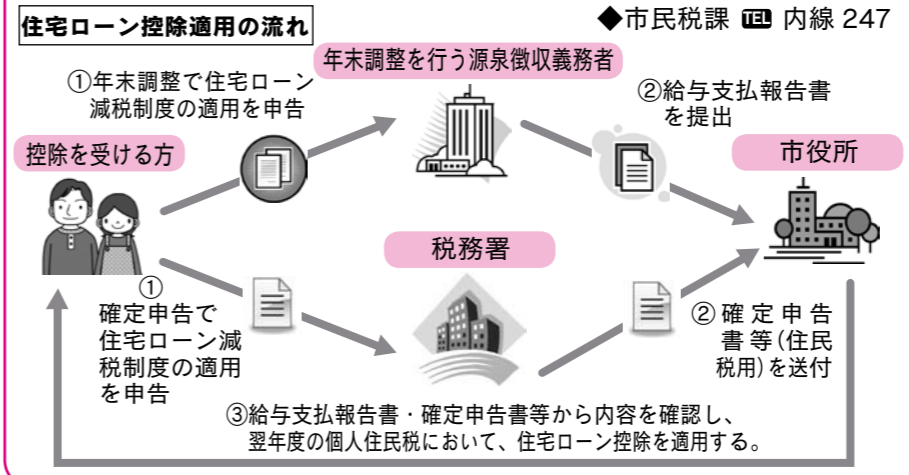 住宅ローン控除適用の流れ
◆市民税課 TEL 内線 247
年末調整を行う源泉徴収義務者
①年末調整で住宅ローン
減税制度の適用を申告
②給与支払報告書
を提出
控除を受ける方
市役所
税務署
①
確定申告で
住宅ローン減
税制度の適用
を申告
②確定申告
書等(住民
税用)を送付
③給与支払報告書・確定申告書等から内容を確認し、
翌年度の個人住民税において、住宅ローン控除を適用する。